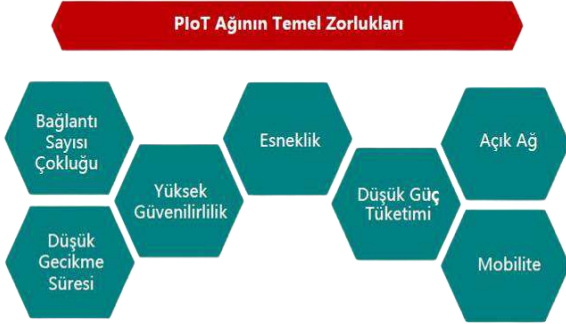 PIoT Ağının Temel Zorlukları
Bağlantı
Sayısı
Çokluğu
Yüksek
Güvenilirlilik
Esneklik
Düşük Güç
Tüketimi
Açık Ağ
Düşük
Gecikme
Süresi
Mobilite